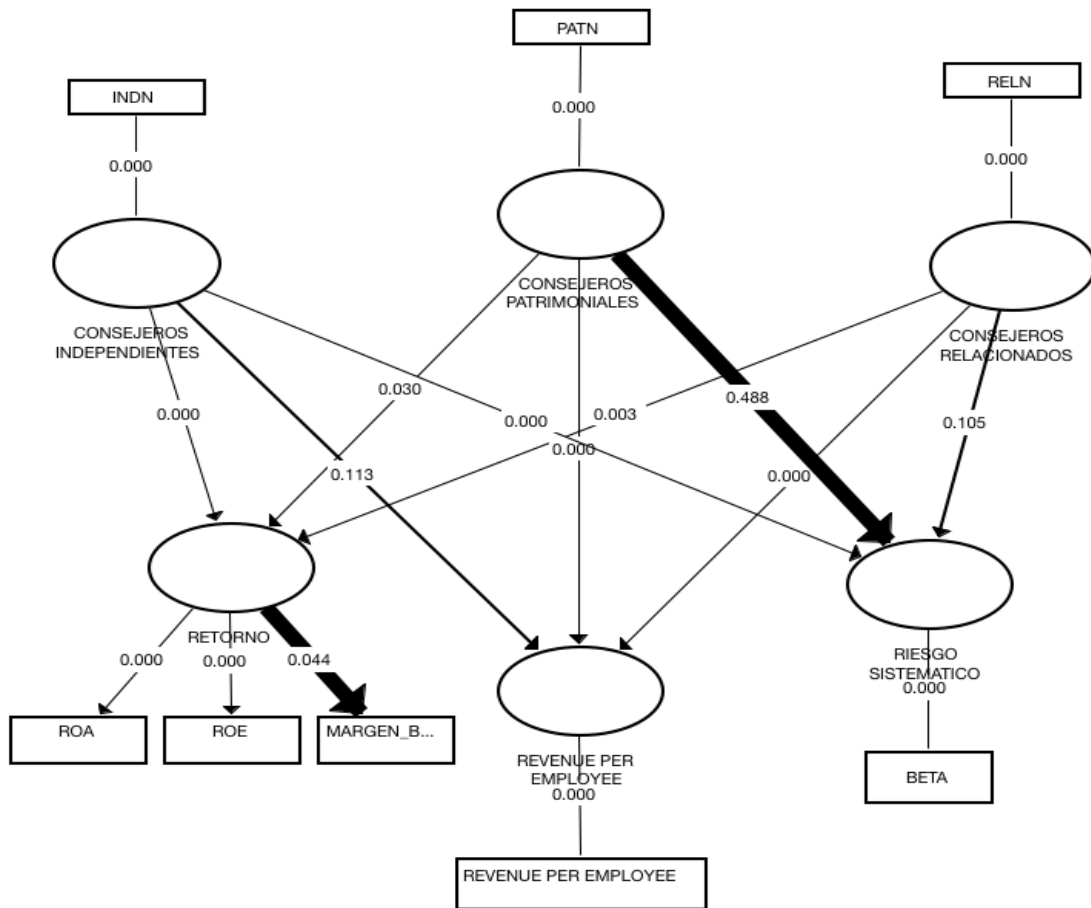 PATN
INDN
RELN
0.000
0.000
0.000
CONSEJEROS
PATRIMONIALES
CONSEJEROS
INDEPENDIENTES
CONSEJEROS
RELACIONADOS
0.030
0.488
0.000
0.000
0.003
0.105
0.000
0.113
0.000
RETORNO
0.000
0.000
0.044
RIESGO
SISTEMATICO
0.000
ROA
ROE
MARGEN_B...
REVENUE PER
EMPLOYEE
0.000
BETA
REVENUE PER EMPLOYEE